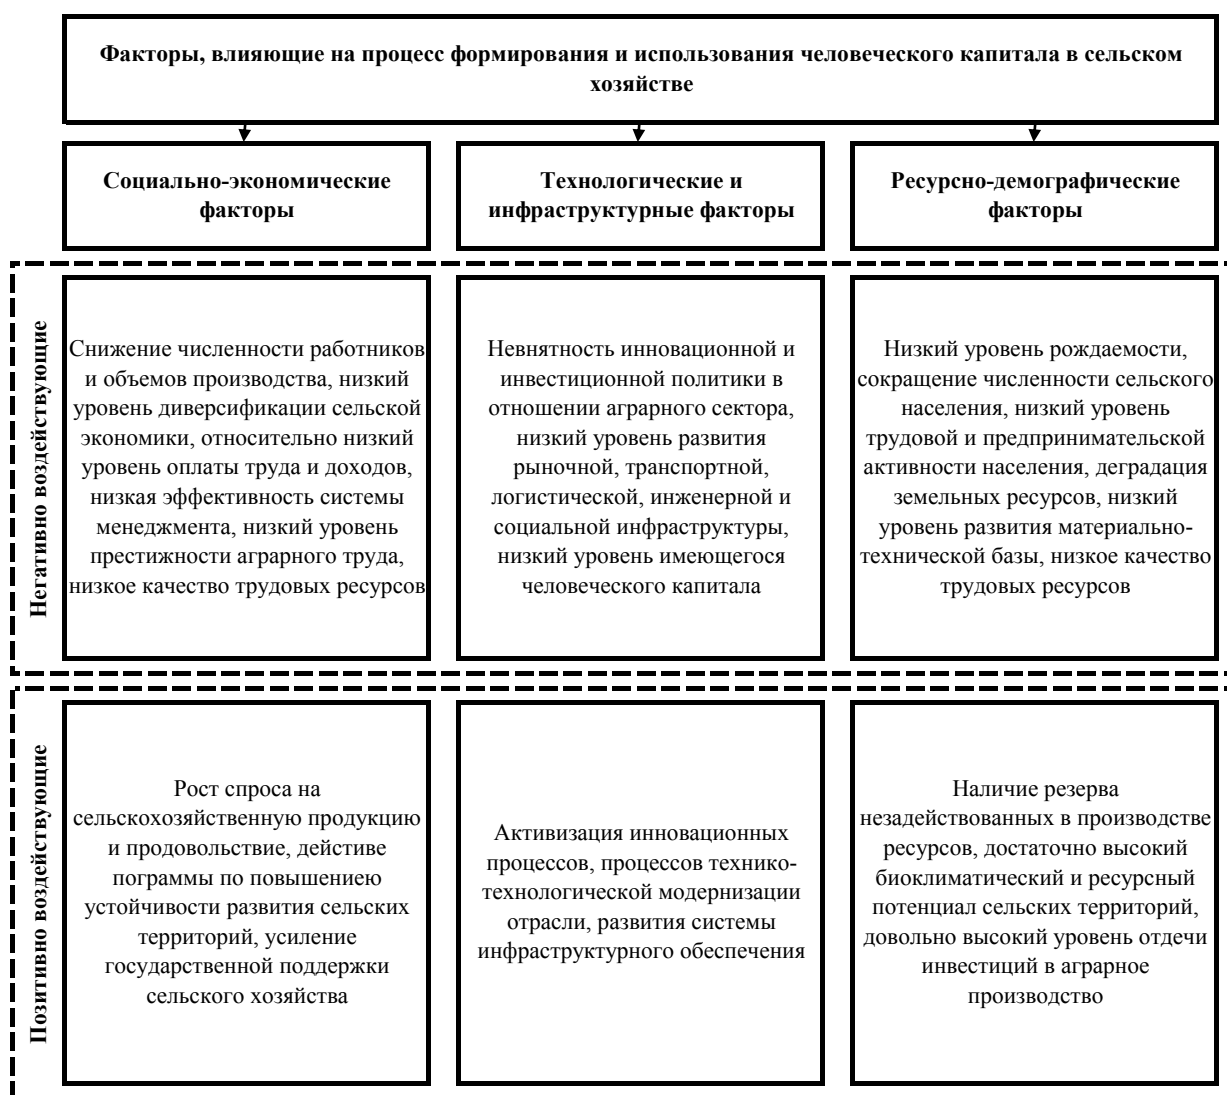 Факторы, влияющие на процесс формирования и использования человеческого капитала в сельском
хозяйстве
Социально-экономические
факторы
Технологические и
инфраструктурные факторы
Ресурсно-демографические
факторы
Негативно воздействующие
Снижение численности работников
и объемов производства, низкий
уровень диверсификации сельской
экономики, относительно низкий
уровень оплаты труда и доходов,
низкая эффективность системы
менеджмента, низкий уровень
престижности аграрного труда,
низкое качество трудовых ресурсов
Невнятность инновационной и
инвестиционной политики в
отношении аграрного сектора,
низкий уровень развития
рыночной, транспортной,
логистической, инженерной и
социальной инфраструктуры,
низкий уровень имеющегося
человеческого капитала
Низкий уровень рождаемости,
сокращение численности сельского
населения, низкий уровень
трудовой и предпринимательской
активности населения, деградация
земельных ресурсов, низкий
уровень развития материально-
технической базы, низкое качество
трудовых ресурсов
Позитивно воздействующие
Рост спроса на
сельскохозяйственную продукцию
и продовольствие, действие
пограммы по повышениею
устойчивости развития сельских
территорий, усиление
государственной поддержки
сельского хозяйства
Активизация инновационных
процессов, процессов технико-
технологической модернизации
отрасли, развития системы
инфраструктурного обеспечения
Наличие резерва
незадействованных в производстве
ресурсов, достаточно высокий
биоклиматический и ресурсный
потенциал сельских территорий,
довольно высокий уровень отдечи
инвестиций в аграрное
производство